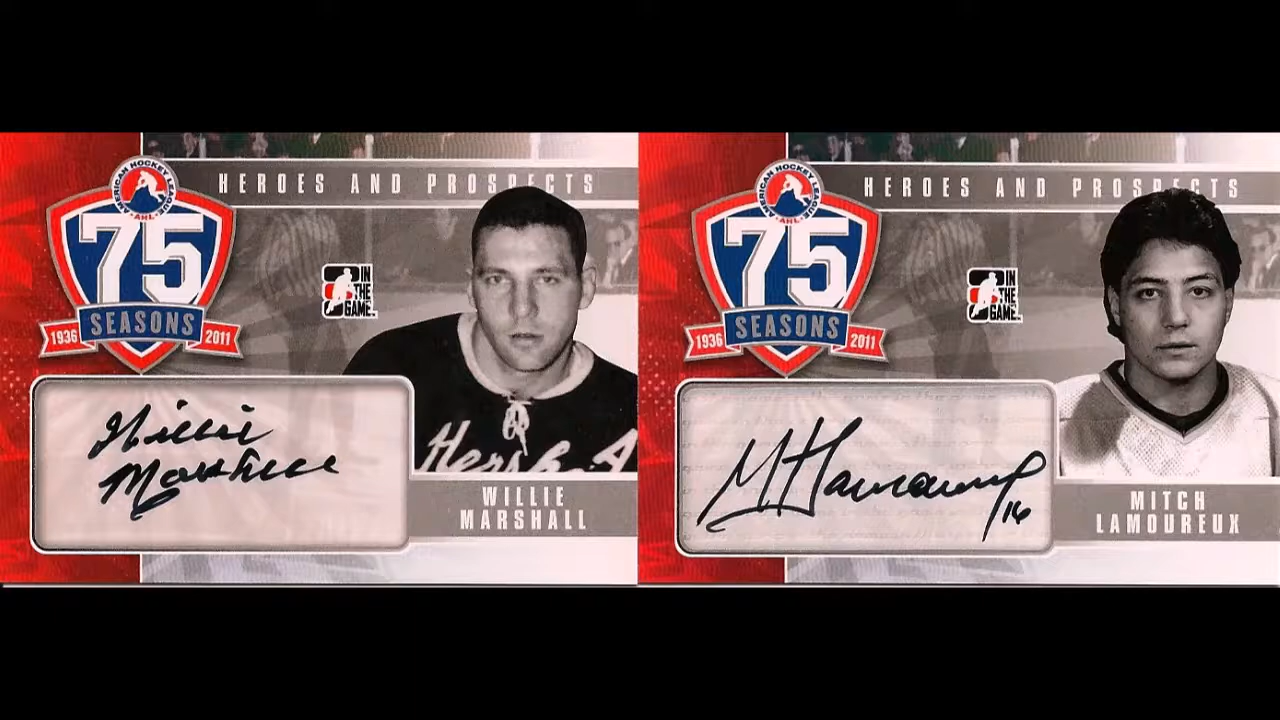 AMERICAN HOCKEY LEAGUE
AHL
HEROES AND PROSPECTS
75
SEASONS
1936
2011
IN
THE
GAME
Willie
Marshall
WILLIE
MARSHALL
AMERICAN HOCKEY LEAGUE
AHL
HEROES AND PROSPECTS
75
SEASONS
1936
2011
IN
THE
GAME
M Lamoureux
16
MITCH
LAMOUREUX